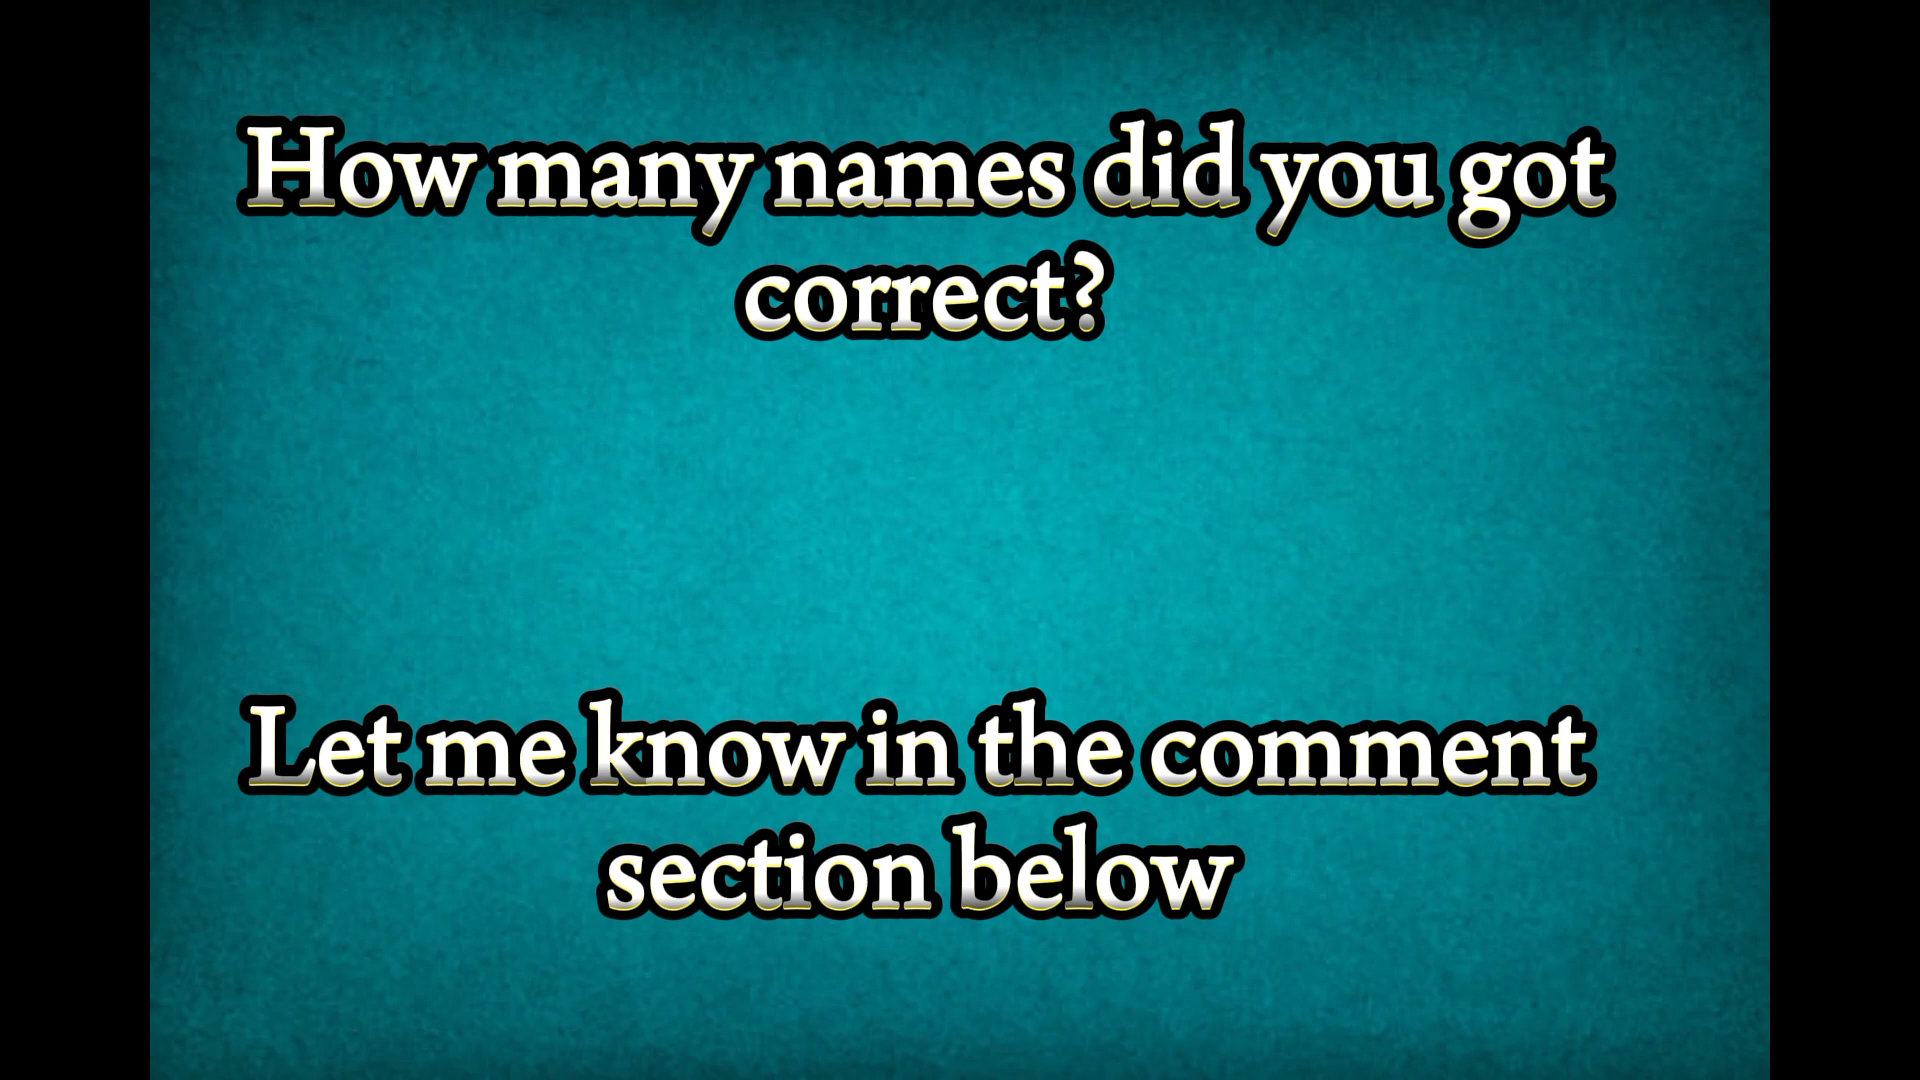 How many names did you got
correct?
Let me know in the comment
section below